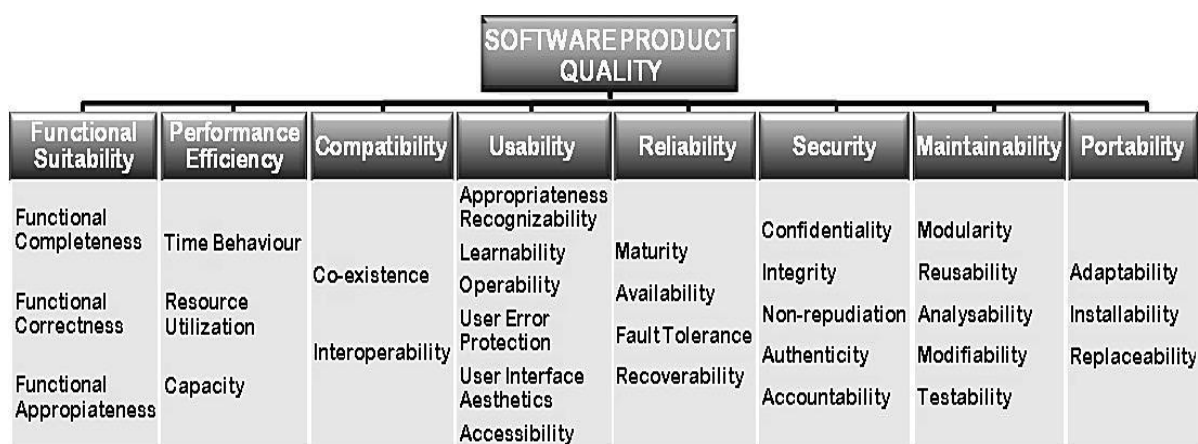 SOFTWARE PRODUCT
QUALITY
Functional
Suitability
Performance
Efficiency
Compatibility
Usability
Reliability
Security
Maintainability
Portability
Functional
Completeness
Functional
Correctness
Functional
Appropiateness
Time Behaviour
Resource
Utilization
Capacity
Co-existence
Interoperability
Appropriateness
Recognizability
Learnability
Operability
User Error
Protection
User Interface
Aesthetics
Accessibility
Maturity
Availability
Fault Tolerance
Recoverability
Confidentiality
Integrity
Non-repudiation
Authenticity
Accountability
Modularity
Reusability
Analysability
Modifiability
Testability
Adaptability
Installability
Replaceability